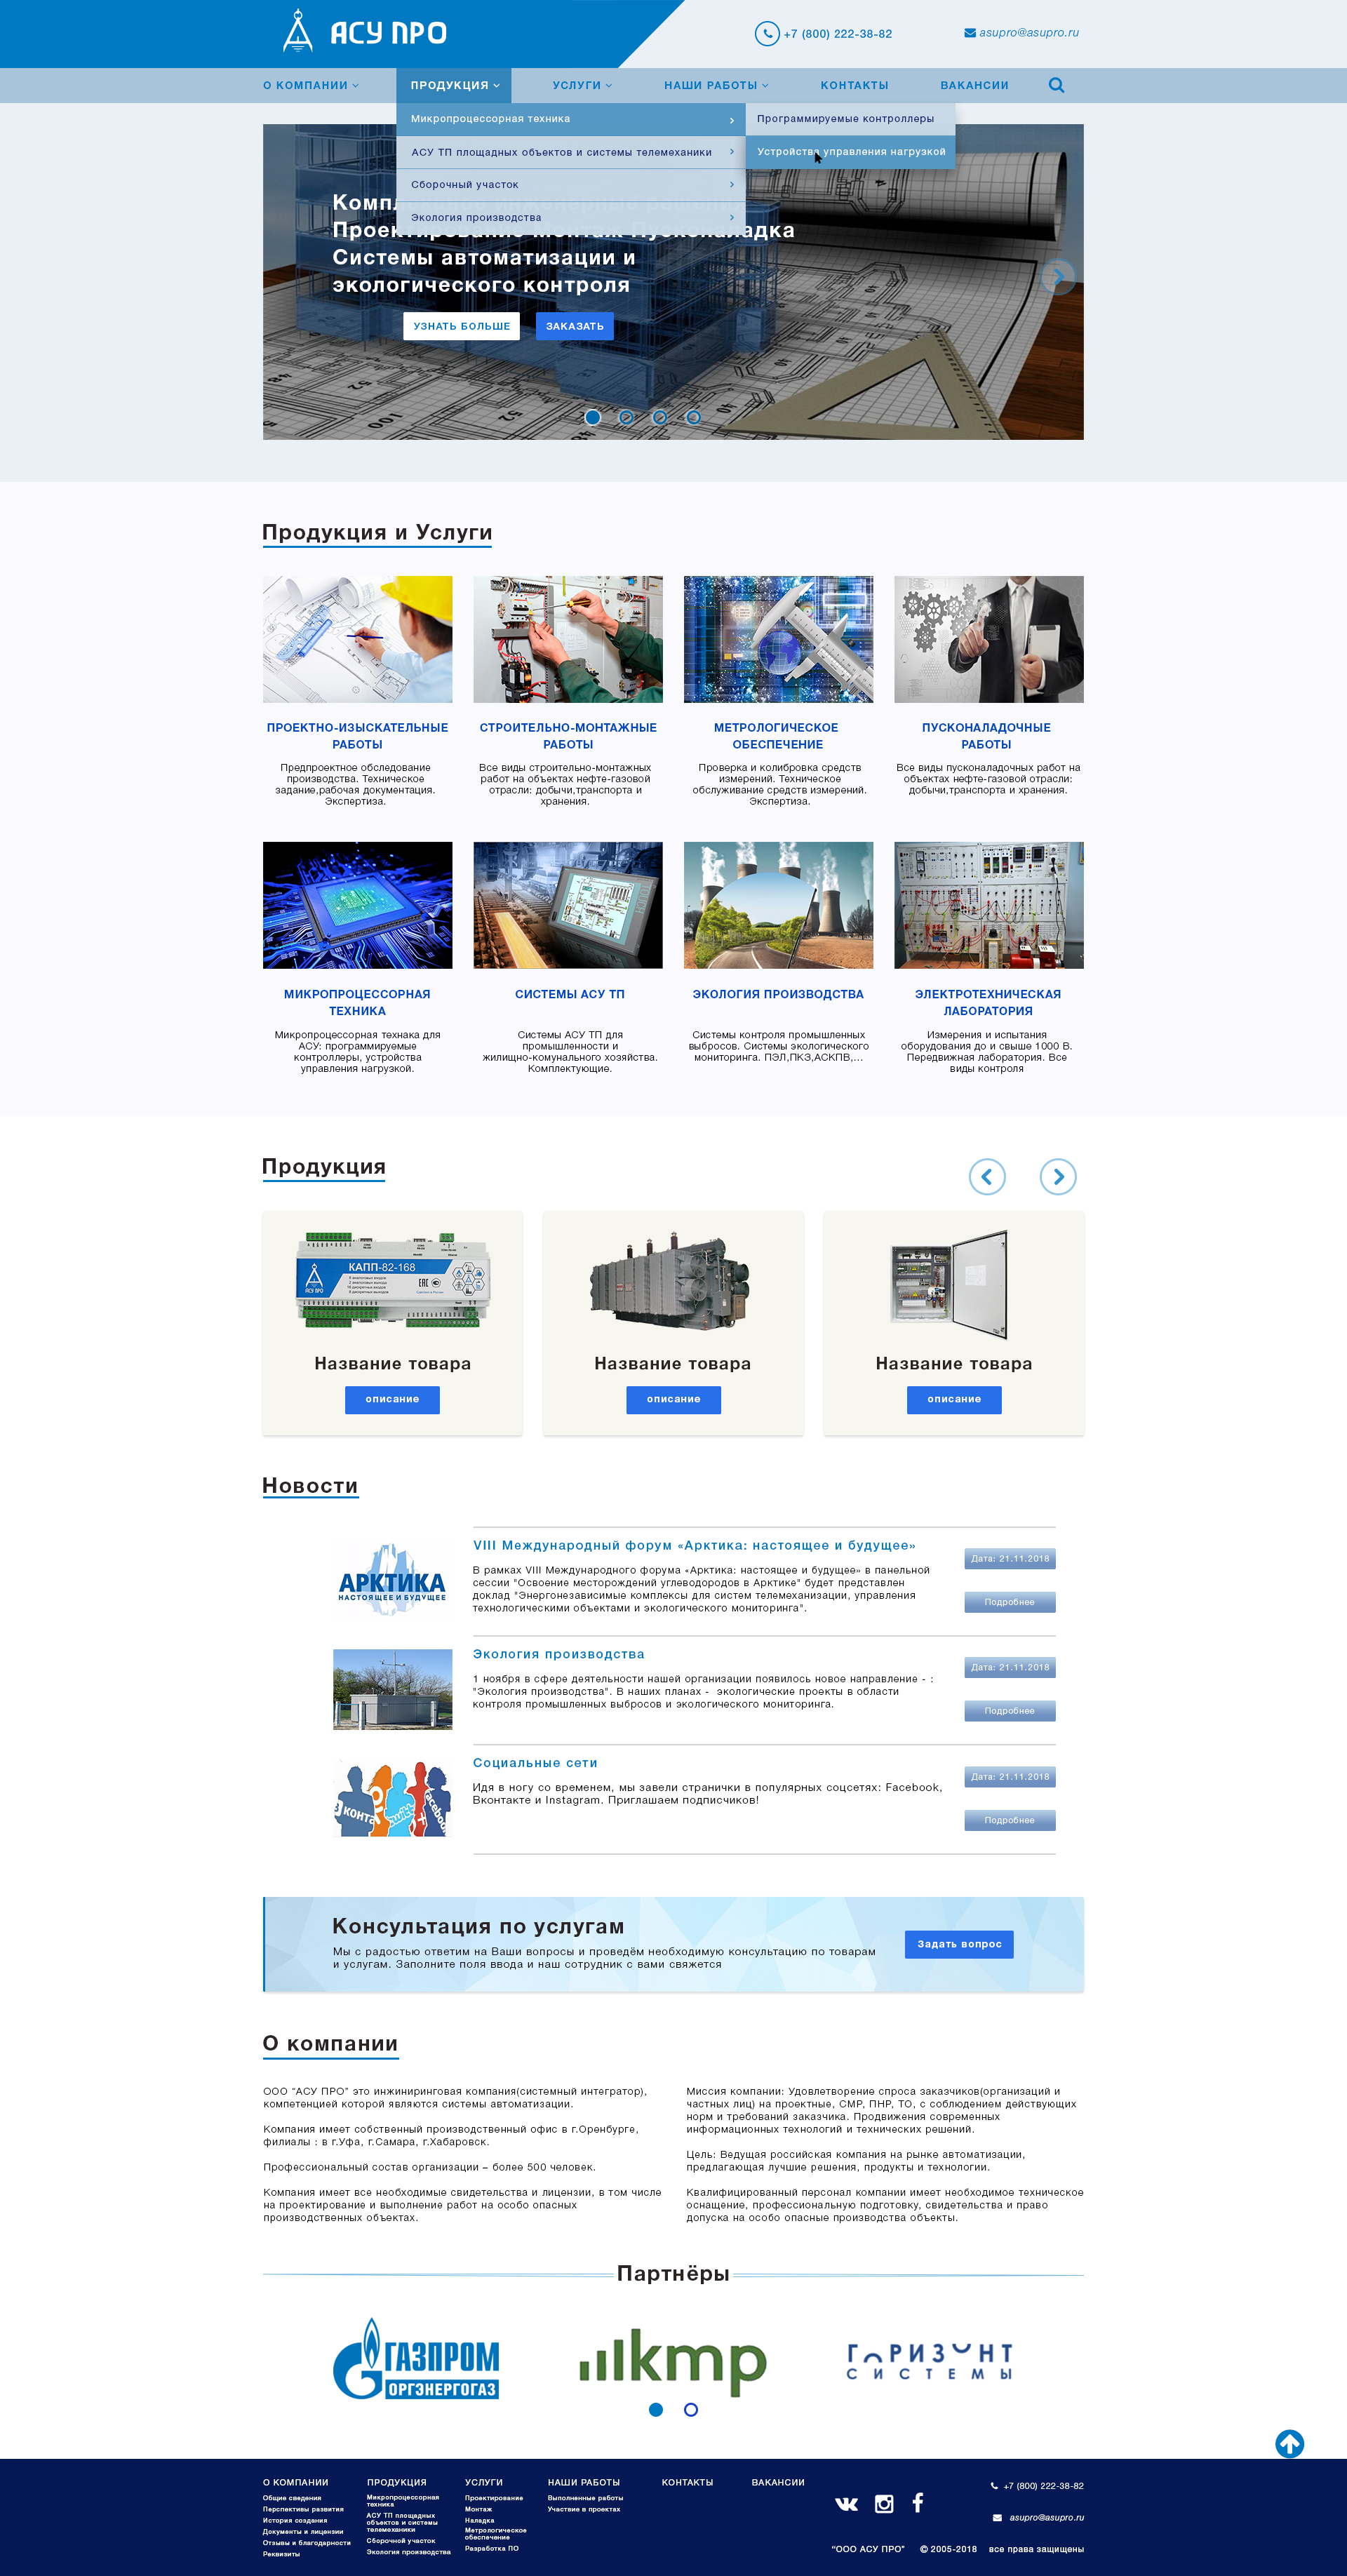 АСУ ПРО
+7 (800) 222-38-82
asupro@asupro.ru
О КОМПАНИИ
ПРОДУКЦИЯ
УСЛУГИ
НАШИ РАБОТЫ
КОНТАКТЫ
ВАКАНСИИ
Микропроцессорная техника
Программируемые контроллеры
АСУ ТП площадных объектов и системы телемеханики
Устройства управления нагрузкой
Сборочный участок
Экология производства
Проектирование Монтаж Пусконаладка
Системы автоматизации и
экологического контроля
УЗНАТЬ БОЛЬШЕ
ЗАКАЗАТЬ
Продукция и Услуги
ПРОЕКТНО-ИЗЫСКАТЕЛЬНЫЕ
РАБОТЫ
Предпроектное обследование
производства. Техническое
задание,рабочая документация.
Экспертиза.
СТРОИТЕЛЬНО-МОНТАЖНЫЕ
РАБОТЫ
Все виды строительно-монтажных
работ на объектах нефте-газовой
отрасли: добычи,транспорта и
хранения.
МЕТРОЛОГИЧЕСКОЕ
ОБЕСПЕЧЕНИЕ
Проверка и колибровка средств
измерений. Техническое
обслуживание средств измерений.
Экспертиза.
ПУСКОНАЛАДОЧНЫЕ
РАБОТЫ
Все виды пусконаладочных работ на
объектах нефте-газовой отрасли:
добычи,транспорта и хранения.
МИКРОПРОЦЕССОРНАЯ
ТЕХНИКА
Микропроцессорная технака для
АСУ: программируемые
контроллеры, устройства
управления нагрузкой.
СИСТЕМЫ АСУ ТП
Системы АСУ ТП для
промышленности и
жилищно-комунального хозяйства.
Комплектующие.
ЭКОЛОГИЯ ПРОИЗВОДСТВА
Системы контроля промышленных
выбросов. Системы экологического
мониторинга. ПЭЛ,ПКЗ,АСКПВ,...
ЭЛЕКТРОТЕХНИЧЕСКАЯ
ЛАБОРАТОРИЯ
Измерения и испытания
оборудования до и свыше 1000 В.
Передвижная лаборатория. Все
виды контроля
Продукция
КАПП-82-168
АСУ ПРО
EAC
Название товара
описание
Название товара
описание
Название товара
описание
Новости
АРКТИКА
НАСТОЯЩЕЕ И БУДУЩЕЕ
VIII Международный форум «Арктика: настоящее и будущее»
В рамках VIII Международного форума «Арктика: настоящее и будущее» в панельной
сессии "Освоение месторождений углеводородов в Арктике" будет представлен
доклад "Энергонезависимые комплексы для систем телемеханизации, управления
технологическими объектами и экологического мониторинга".
Дата: 21.11.2018
Подробнее
Экология производства
1 ноября в сфере деятельности нашей организации появилось новое направление - :
"Экология производства". В наших планах - экологические проекты в области
контроля промышленных выбросов и экологического мониторинга.
Дата: 21.11.2018
Подробнее
Социальные сети
Идя в ногу со временем, мы завели странички в популярных соцсетях: Facebook,
Вконтакте и Instagram. Приглашаем подписчиков!
Дата: 21.11.2018
Подробнее
Консультация по услугам
Мы с радостью ответим на Ваши вопросы и проведём необходимую консультацию по товарам
и услугам. Заполните поля ввода и наш сотрудник с вами свяжется
Задать вопрос
О компании
ООО “АСУ ПРО” это инжиниринговая компания(системный интегратор),
компетенцией которой являются системы автоматизации.
Компания имеет собственный производственный офис в г.Оренбурге,
филиалы : в г.Уфа, г.Самара, г.Хабаровск.
Профессиональный состав организации – более 500 человек.
Компания имеет все необходимые свидетельства и лицензии, в том числе
на проектирование и выполнение работ на особо опасных
производственных объектах.
Миссия компании: Удовлетворение спроса заказчиков(организаций и
частных лиц) на проектные, СМР, ПНР, ТО, с соблюдением действующих
норм и требований заказчика. Продвижения современных
информационных технологий и технических решений.
Цель: Ведущая российская компания на рынке автоматизации,
предлагающая лучшие решения, продукты и технологии.
Квалифицированный персонал компании имеет необходимое техническое
оснащение, профессиональную подготовку, свидетельства и право
допуска на особо опасные производства объекты.
Партнёры
ГАЗПРОМ
ОРГЭНЕРГОГАЗ
kmp
ГОРИЗОНТ
СИСТЕМЫ
О КОМПАНИИ
Общие сведения
Перспективы развития
История создания
Документы и лицензии
Отзывы и благодарности
Реквизиты
ПРОДУКЦИЯ
Микропроцессорная
техника
АСУ ТП площадных
объектов и системы
телемеханики
Сборочной участок
Экология производства
УСЛУГИ
Проектирование
Монтаж
Наладка
Метрологическое
обеспечение
Разработка ПО
НАШИ РАБОТЫ
Выполненные работы
Участвие в проектах
КОНТАКТЫ
ВАКАНСИИ
+7 (800) 222-38-82
asupro@asupro.ru
“ООО АСУ ПРО” © 2005-2018 все права защищены